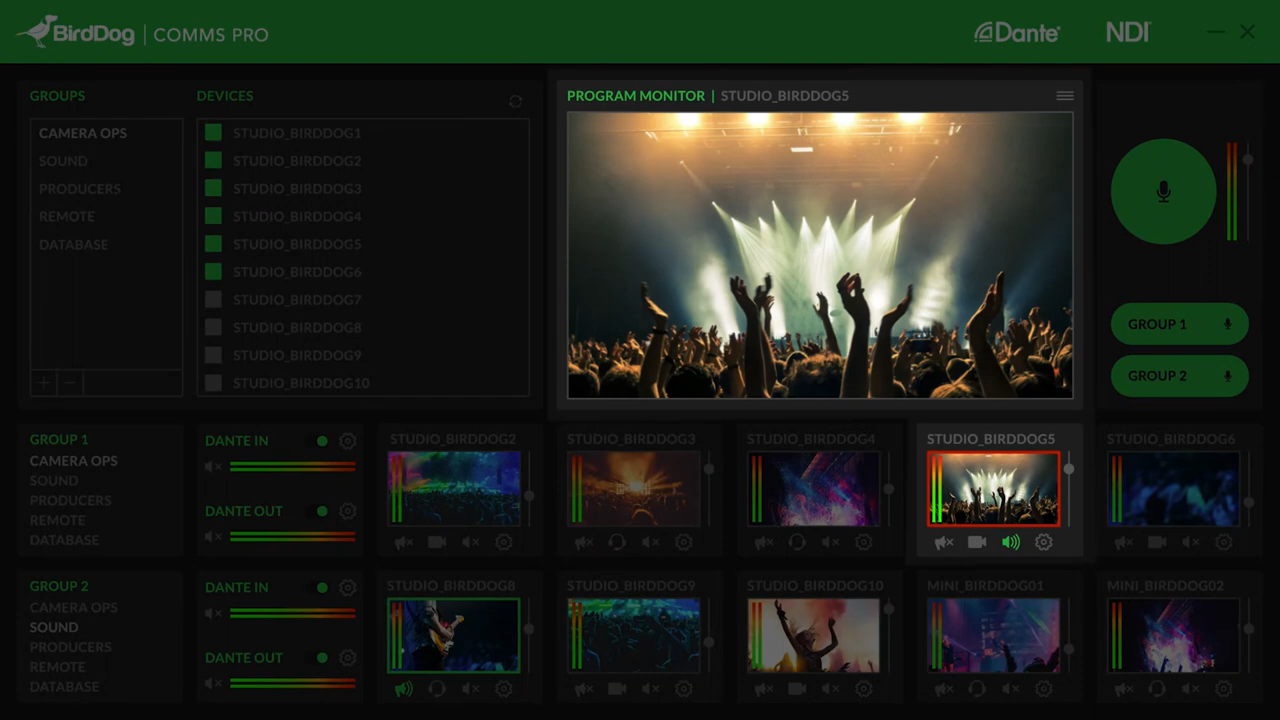 BirdDog | COMMS PRO
Dante
NDI
GROUPS
CAMERA OPS
SOUND
PRODUCERS
REMOTE
DATABASE
DEVICES
STUDIO_BIRDDOG1
STUDIO_BIRDDOG2
STUDIO_BIRDDOG3
STUDIO_BIRDDOG4
STUDIO_BIRDDOG5
STUDIO_BIRDDOG6
STUDIO_BIRDDOG7
STUDIO_BIRDDOG8
STUDIO_BIRDDOG9
STUDIO_BIRDDOG10
PROGRAM MONITOR | STUDIO_BIRDDOG5
GROUP 1
GROUP 2
GROUP 1
CAMERA OPS
SOUND
PRODUCERS
REMOTE
DATABASE
DANTE IN
DANTE OUT
STUDIO_BIRDDOG2
STUDIO_BIRDDOG3
STUDIO_BIRDDOG4
STUDIO_BIRDDOG5
STUDIO_BIRDDOG6
GROUP 2
CAMERA OPS
SOUND
PRODUCERS
REMOTE
DATABASE
DANTE IN
DANTE OUT
STUDIO_BIRDDOG8
STUDIO_BIRDDOG9
STUDIO_BIRDDOG10
MINI_BIRDDOG01
MINI_BIRDDOG02